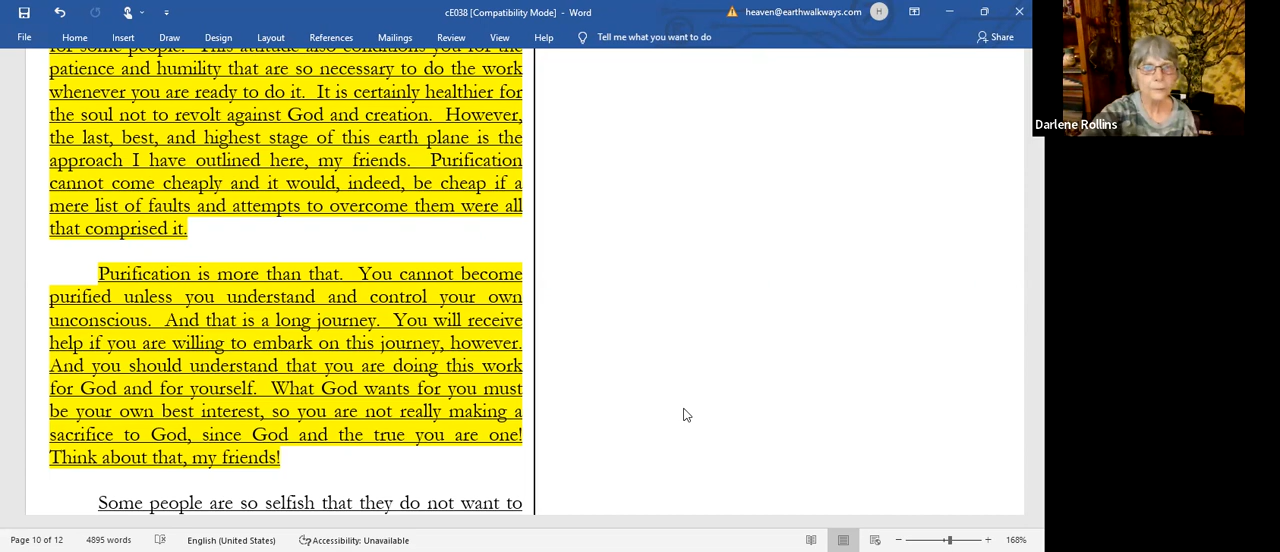 cE038 [Compatibility Mode] - Word
heaven@earthwalkways.com
H
File
Home
Insert
Draw
Design
Layout
References
Mailings
Review
View
Help
Tell me what you want to do
Share
Darlene Rollins
for some people. This attitude also conditions you for the
patience and humility that are so necessary to do the work
whenever you are ready to do it. It is certainly healthier for
the soul not to revolt against God and creation. However,
the last, best, and highest stage of this earth plane is the
approach I have outlined here, my friends. Purification
cannot come cheaply and it would, indeed, be cheap if a
mere list of faults and attempts to overcome them were all
that comprised it.
Purification is more than that. You cannot become
purified unless you understand and control your own
unconscious. And that is a long journey. You will receive
help if you are willing to embark on this journey, however.
And you should understand that you are doing this work
for God and for yourself. What God wants for you must
be your own best interest, so you are not really making a
sacrifice to God, since God and the true you are one!
Think about that, my friends!
Some people are so selfish that they do not want to
Page 10 of 12
4895 words
English (United States)
Accessibility: Unavailable
168%